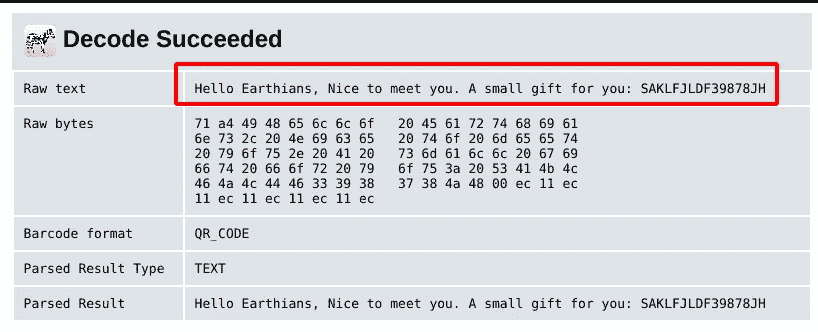 Decode Succeeded
Raw text Hello Earthians, Nice to meet you. A small gift for you: SAKLFJLDF39878JH
Raw bytes 71 a4 49 48 65 6c 6c 6f 20 45 61 72 74 68 69 61
6e 73 2c 20 4e 69 63 65 20 74 6f 20 6d 65 65 74
20 79 6f 75 2e 20 41 20 73 6d 61 6c 6c 20 67 69
66 74 20 66 6f 72 20 79 6f 75 3a 20 53 41 4b 4c
46 4a 4c 44 46 33 39 38 37 38 4a 48 00 ec 11 ec
11 ec 11 ec 11 ec 11 ec
Barcode format QR_CODE
Parsed Result Type TEXT
Parsed Result Hello Earthians, Nice to meet you. A small gift for you: SAKLFJLDF39878JH